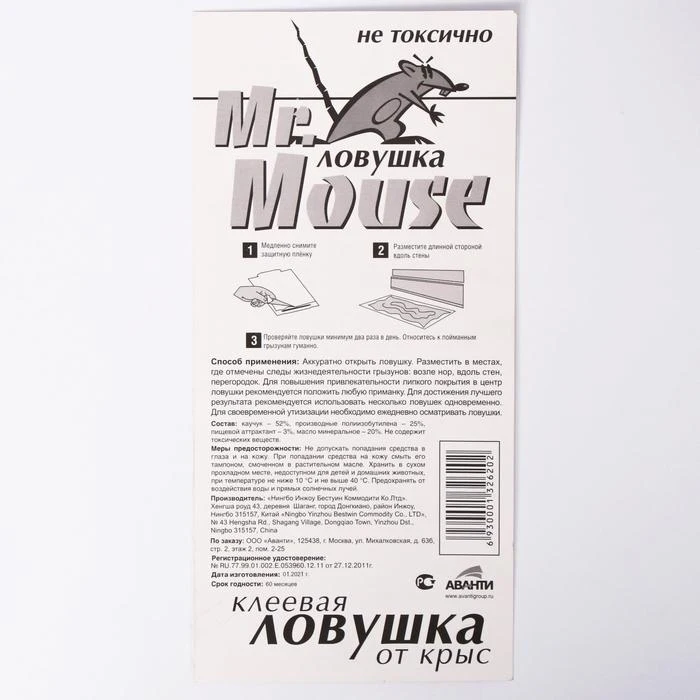 не токсично
Mr.
ловушка
Mouse
1 Медленно снимите
защитную плёнку
2 Разместите длинной стороной
вдоль стены
3 Проверяйте ловушки минимум два раза в день. Относитесь к пойманным
грызунам гуманно.
Способ применения: Аккуратно открыть ловушку. Разместить в местах,
где отмечены следы жизнедеятельности грызунов: возле нор, вдоль стен,
перегородок. Для повышения привлекательности липкого покрытия в центр
ловушки рекомендуется положить любую приманку. Для достижения лучшего
результата рекомендуется использовать несколько ловушек одновременно.
Для своевременной утизизации необходимо ежедневно осматривать ловушки.
Состав: каучук – 52%, производные полиизобутилена – 25%,
пищевой аттрактант – 3%, масло минеральное – 20%. Не содержит
токсических веществ.
Меры предосторожности: Не допускать попадания средства в
глаза и на кожу. При попадании средства на кожу смыть его
тампоном, смоченном в растительном масле. Хранить в сухом
прохладном месте, недоступном для детей и домашних животных,
при температуре не ниже 10 °С и не выше 40 °С. Предохранять от
воздействия воды и прямых солнечных лучей.
Производитель: «Нингбо Инжоу Бестуин Коммодити Ко.Лтд».
Хенгша роуд 43, деревня Шаганг, город Донгкиано, район Инжоу,
Нингбо 315157, Китай «Ningbo Yinzhou Bestwin Commodity Co., LTD»,
№ 43 Hengsha Rd., Shagang Village, Dongqiao Town, Yinzhou Dst.,
Ningbo 315157, China
По заказу: ООО «Аванти», 125438, г. Москва, ул. Михалковская, д. 63б,
стр. 2, этаж 2, пом. 2-25
Регистрационное удостоверение:
№ RU.77.99.01.002.Е.053960.12.11 от 27.12.2011г.
Дата изготовления: 01.2021 г.
Срок годности: 60 месяцев
6 930001 326202
РС АВАНТИ
www.avantigroup.ru
клеевая
ловушка
от крыс